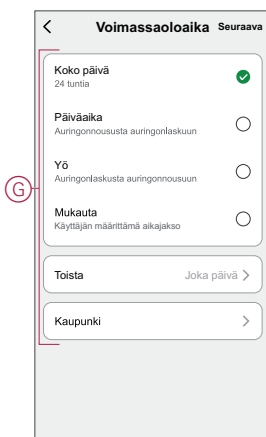 Voimassaoloaika Seuraava
Koko päivä
24 tuntia
Päiväaika
Auringonnoususta auringonlaskuun
Yö
Auringonlaskusta auringonnousuun
G
Mukauta
Käyttäjän määrittämä aikajakso
Toista Joka päivä
Kaupunki